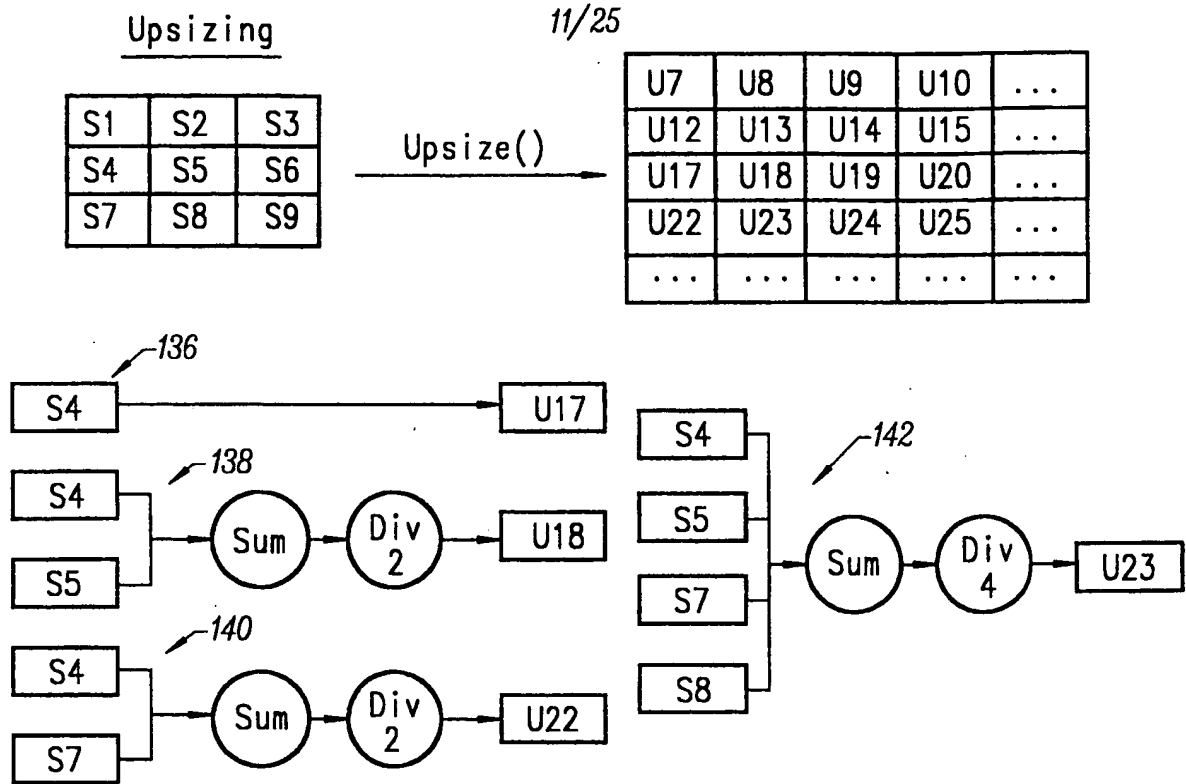 11/25
Upsizing
S1 S2 S3
S4 S5 S6
S7 S8 S9
Upsize()
U7 U8 U9 U10 ...
U12 U13 U14 U15 ...
U17 U18 U19 U20 ...
U22 U23 U24 U25 ...
... ... ... ... ...
136
S4 U17
138
S4
S5
Sum
Div
2
U18
140
S4
S7
Sum
Div
2
U22
142
S4
S5
S7
S8
Sum
Div
4
U23